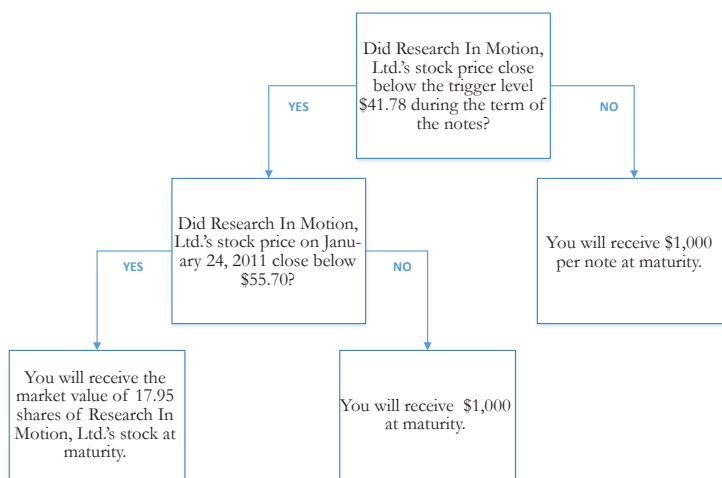 Did Research In Motion,
Ltd.'s stock price close
below the trigger level
$41.78 during the term of
the notes?
YES
NO
Did Research In Motion,
Ltd.'s stock price on Janu-
ary 24, 2011 close below
$55.70?
You will receive $1,000
per note at maturity.
YES
NO
You will receive the
market value of 17.95
shares of Research In
Motion, Ltd.'s stock at
maturity.
You will receive $1,000
at maturity.